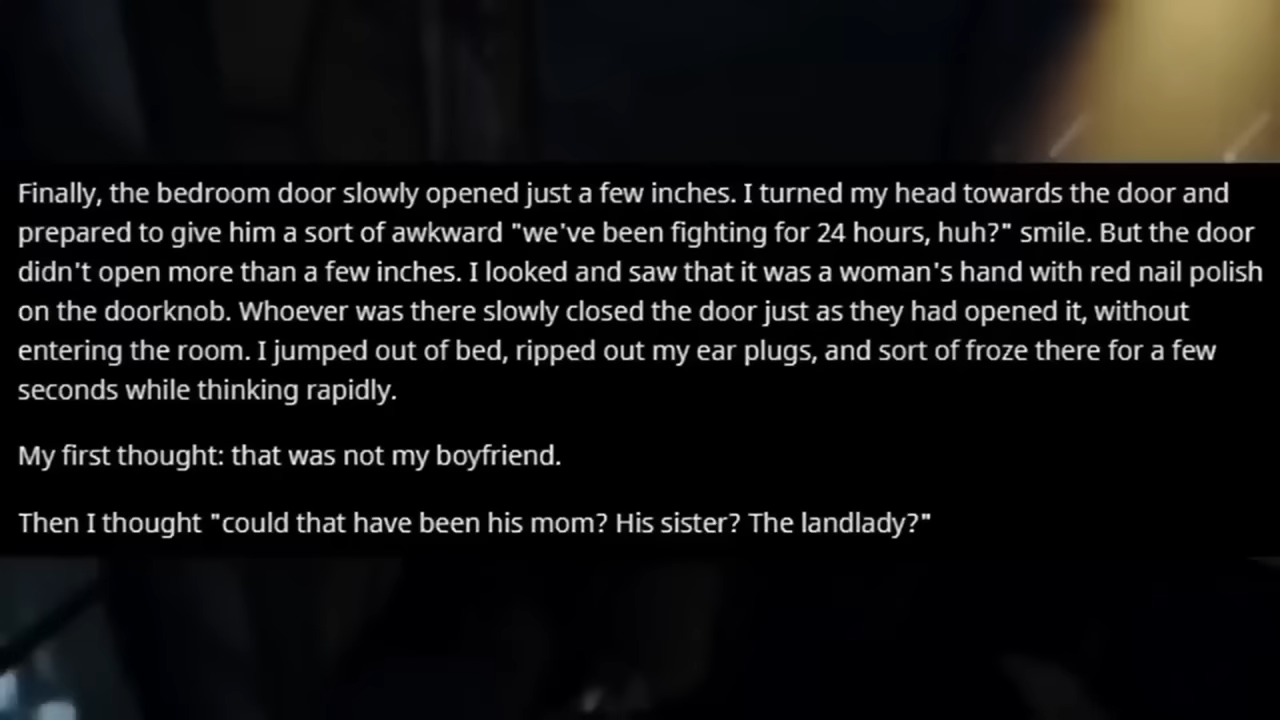 Finally, the bedroom door slowly opened just a few inches. I turned my head towards the door and
prepared to give him a sort of awkward "we've been fighting for 24 hours, huh?" smile. But the door
didn't open more than a few inches. I looked and saw that it was a woman's hand with red nail polish
on the doorknob. Whoever was there slowly closed the door just as they had opened it, without
entering the room. I jumped out of bed, ripped out my ear plugs, and sort of froze there for a few
seconds while thinking rapidly.
My first thought: that was not my boyfriend.
Then I thought "could that have been his mom? His sister? The landlady?"